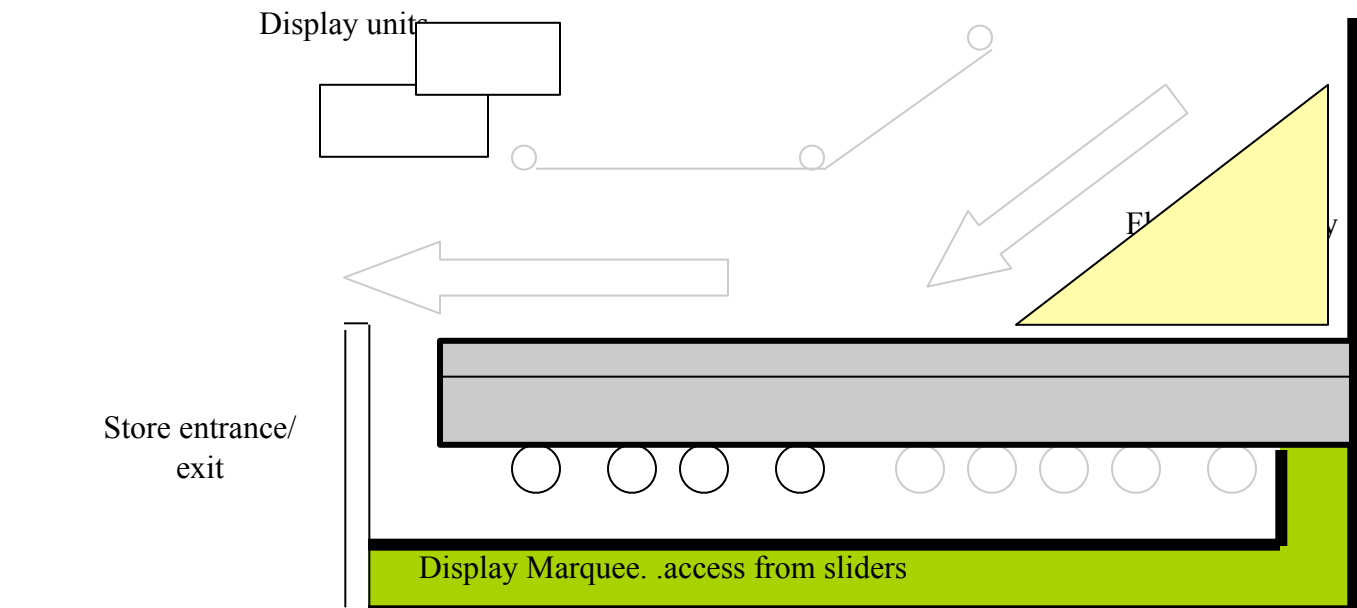 Display units
Store entrance/
exit
Display Marquee. .access from sliders